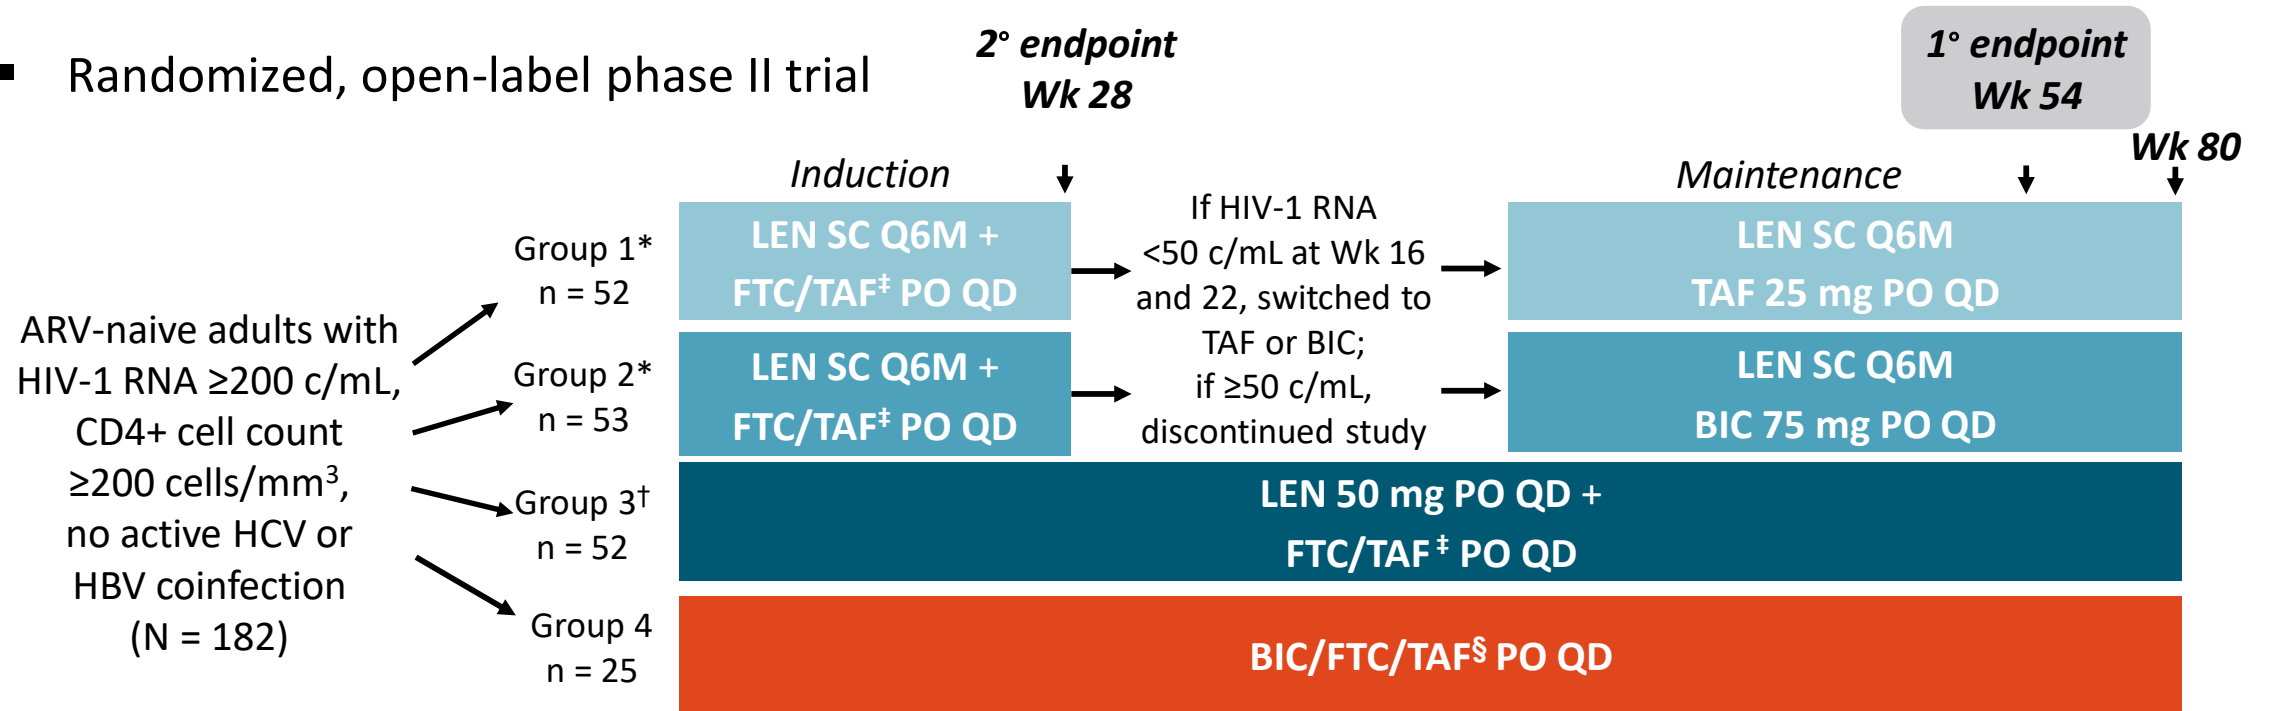 ▪ Randomized, open-label phase II trial
2° endpoint
Wk 28
1° endpoint
Wk 54
Wk 80
Induction
Maintenance
ARV-naive adults with
HIV-1 RNA ≥200 c/mL,
CD4+ cell count
≥200 cells/mm³,
no active HCV or
HBV coinfection
(N = 182)
Group 1*
n = 52
LEN SC Q6M +
FTC/TAF‡ PO QD
If HIV-1 RNA
<50 c/mL at Wk 16
and 22, switched to
TAF or BIC;
if ≥50 c/mL,
discontinued study
LEN SC Q6M
TAF 25 mg PO QD
Group 2*
n = 53
LEN SC Q6M +
FTC/TAF‡ PO QD
LEN SC Q6M
BIC 75 mg PO QD
Group 3†
n = 52
LEN 50 mg PO QD +
FTC/TAF ‡ PO QD
Group 4
n = 25
BIC/FTC/TAF§ PO QD